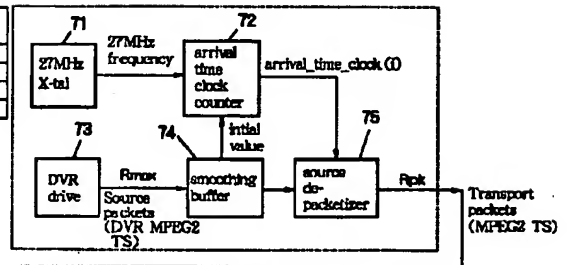 71
27MHz
X-tal
27MHz
frequency
72
arrival
time
clock
counter
arrival_time_clock (i)
73
DVR
drive
Rmax
Source
packets
(DVR MPEG2
TS)
74
intial
value
smoothing
buffer
75
source
de-
packetizer
Rpk
Transport
packets
(MPEG2 TS)